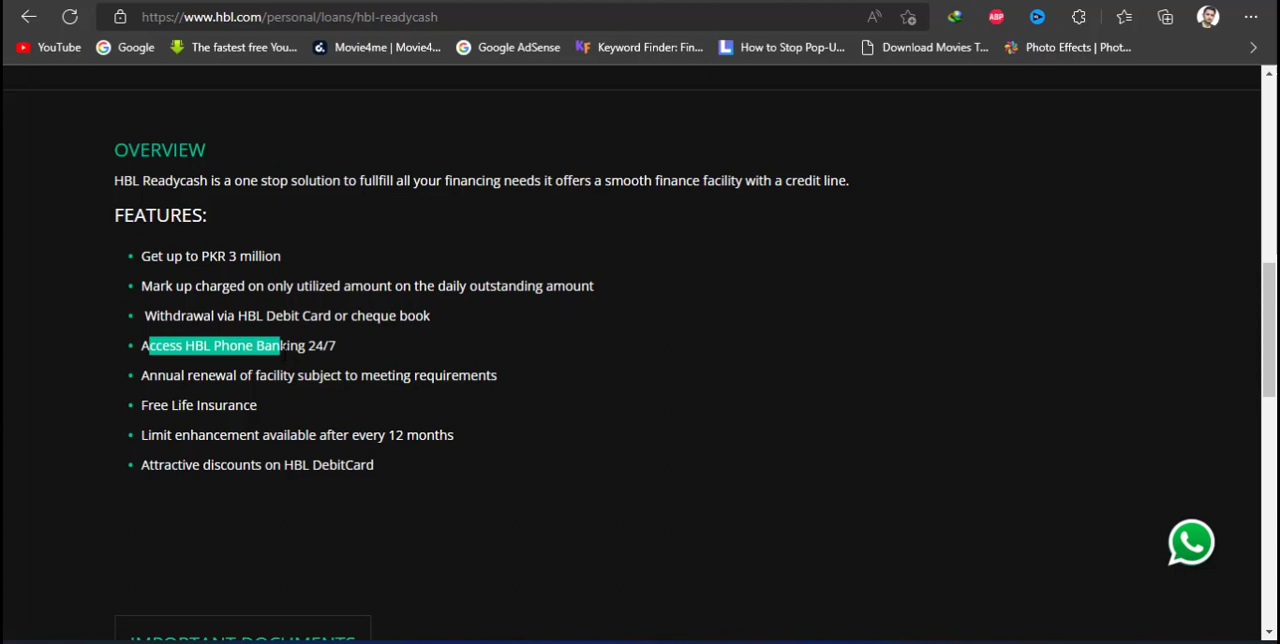 https://www.hbl.com/personal/loans/hbl-readycash
ABP
YouTube
Google
The fastest free You...
Movie4me | Movie4...
Google AdSense
Keyword Finder: Fin...
How to Stop Pop-U...
Download Movies T...
Photo Effects | Phot...
OVERVIEW
HBL Readycash is a one stop solution to fullfill all your financing needs it offers a smooth finance facility with a credit line.
FEATURES:
• Get up to PKR 3 million
• Mark up charged on only utilized amount on the daily outstanding amount
• Withdrawal via HBL Debit Card or cheque book
• Access HBL Phone Banking 24/7
• Annual renewal of facility subject to meeting requirements
• Free Life Insurance
• Limit enhancement available after every 12 months
• Attractive discounts on HBL DebitCard
IMPORTANT DOCUMENTS